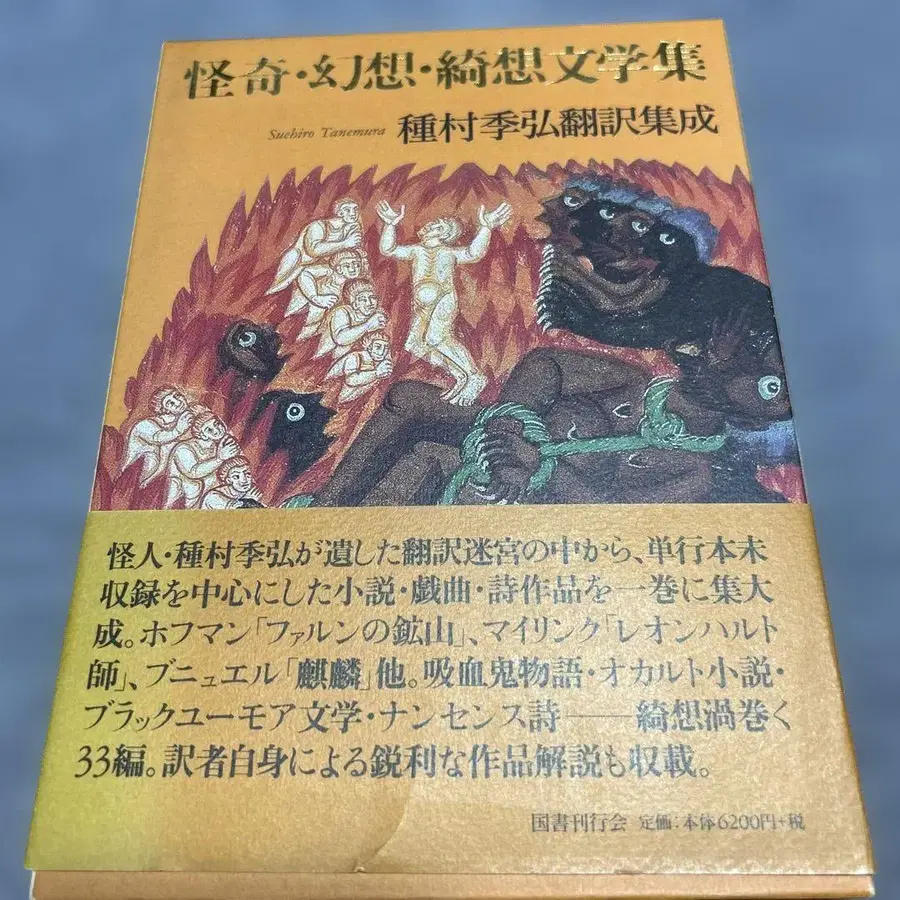 怪奇・幻想・綺想文学集
Suehiro Tanemura 種村季弘翻訳集成
怪人・種村季弘が遺した翻訳迷宮の中から、単行本未
収録を中心にした小説・戯曲・詩作品を一巻に集大
成。ホフマン「ファルンの鉱山」、マイリンク「レオンハルト
師」、ブニュエル「麒麟」他。吸血鬼物語・オカルト小説・
ブラックユーモア文学・ナンセンス詩――綺想渦巻く
33編。訳者自身による鋭利な作品解説も収載。
国書刊行会 定価:本体6200円+税